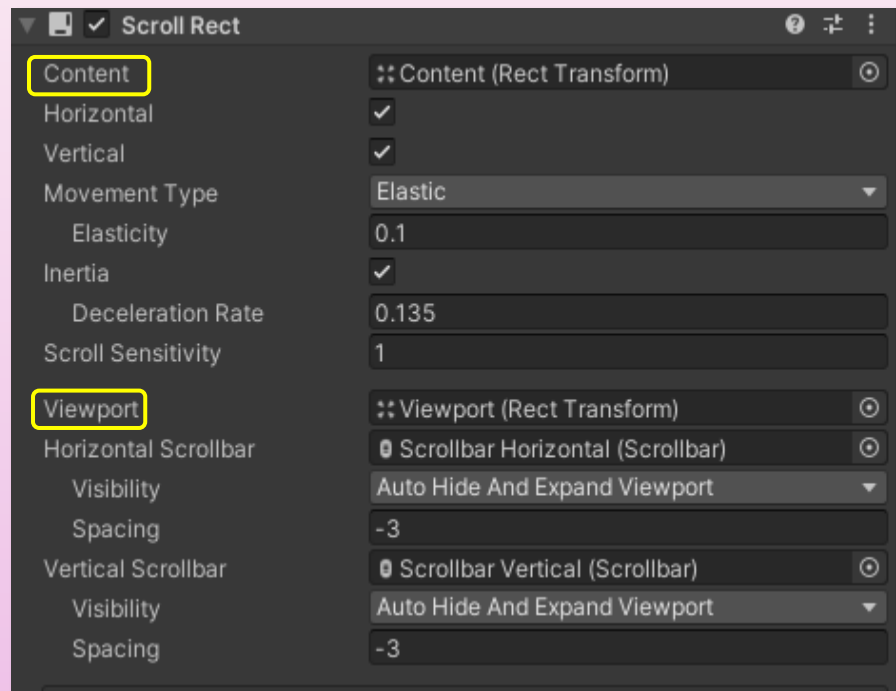 Scroll Rect
Content Content (Rect Transform)
Horizontal
Vertical
Movement Type Elastic
Elasticity 0.1
Inertia
Deceleration Rate 0.135
Scroll Sensitivity 1
Viewport Viewport (Rect Transform)
Horizontal Scrollbar Scrollbar Horizontal (Scrollbar)
Visibility Auto Hide And Expand Viewport
Spacing -3
Vertical Scrollbar Scrollbar Vertical (Scrollbar)
Visibility Auto Hide And Expand Viewport
Spacing -3